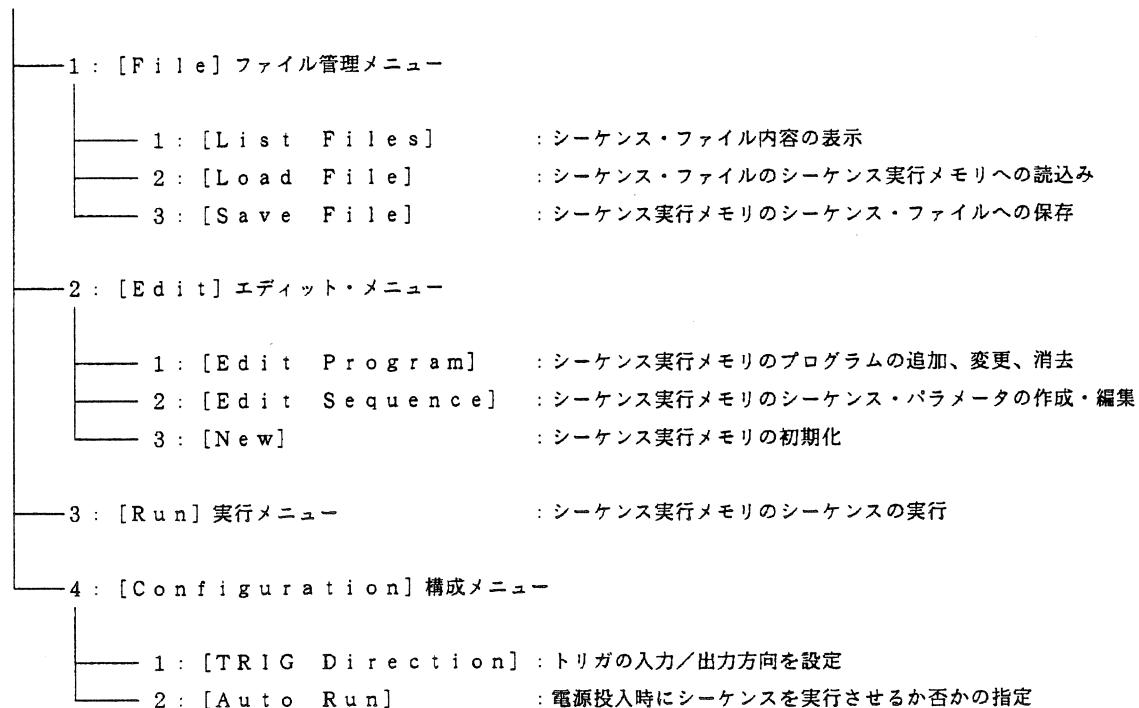 1：[File] ファイル管理メニュー
1：[List Files] ：シーケンス・ファイル内容の表示
2：[Load File] ：シーケンス・ファイルのシーケンス実行メモリへの読込み
3：[Save File] ：シーケンス実行メモリのシーケンス・ファイルへの保存
2：[Edit] エディット・メニュー
1：[Edit Program] ：シーケンス実行メモリのプログラムの追加、変更、消去
2：[Edit Sequence] ：シーケンス実行メモリのシーケンス・パラメータの作成・編集
3：[New] ：シーケンス実行メモリの初期化
3：[Run] 実行メニュー ：シーケンス実行メモリのシーケンスの実行
4：[Configuration] 構成メニュー
1：[TRIG Direction]：トリガの入力／出力方向を設定
2：[Auto Run] ：電源投入時にシーケンスを実行させるか否かの指定